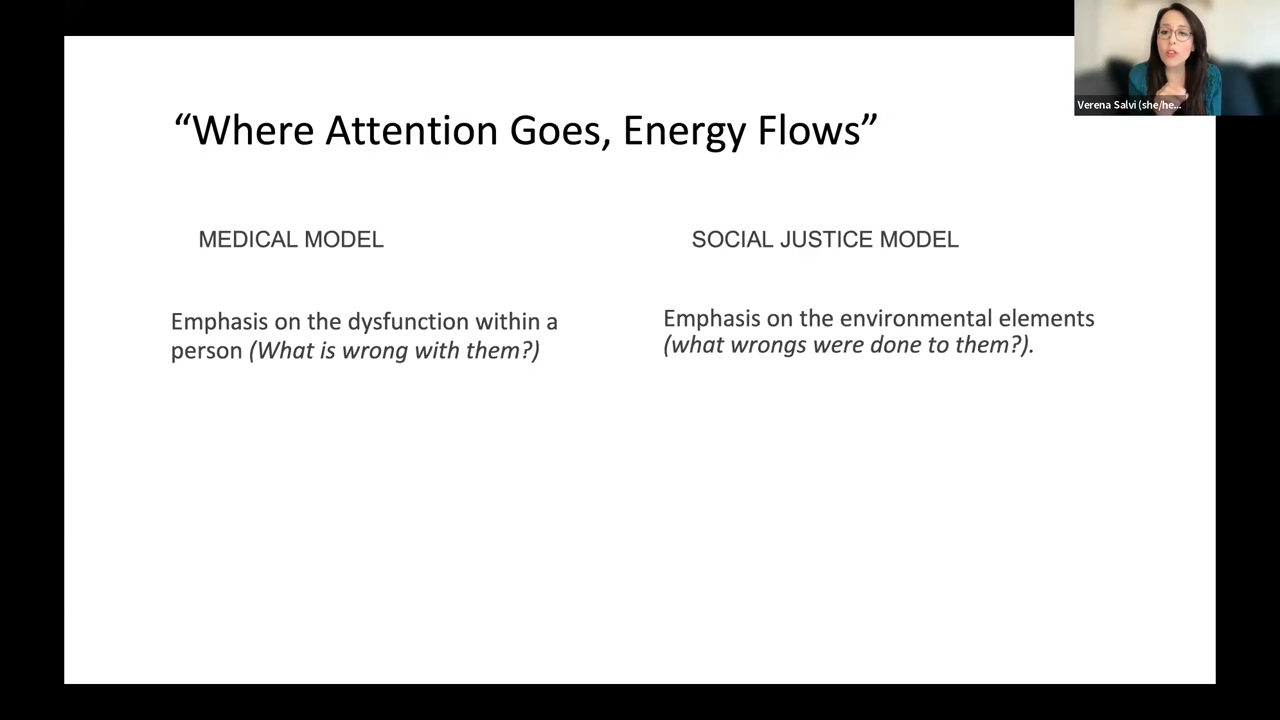 Verena Salvi (she/he...
“Where Attention Goes, Energy Flows”
MEDICAL MODEL
SOCIAL JUSTICE MODEL
Emphasis on the dysfunction within a
person (What is wrong with them?)
Emphasis on the environmental elements
(what wrongs were done to them?).